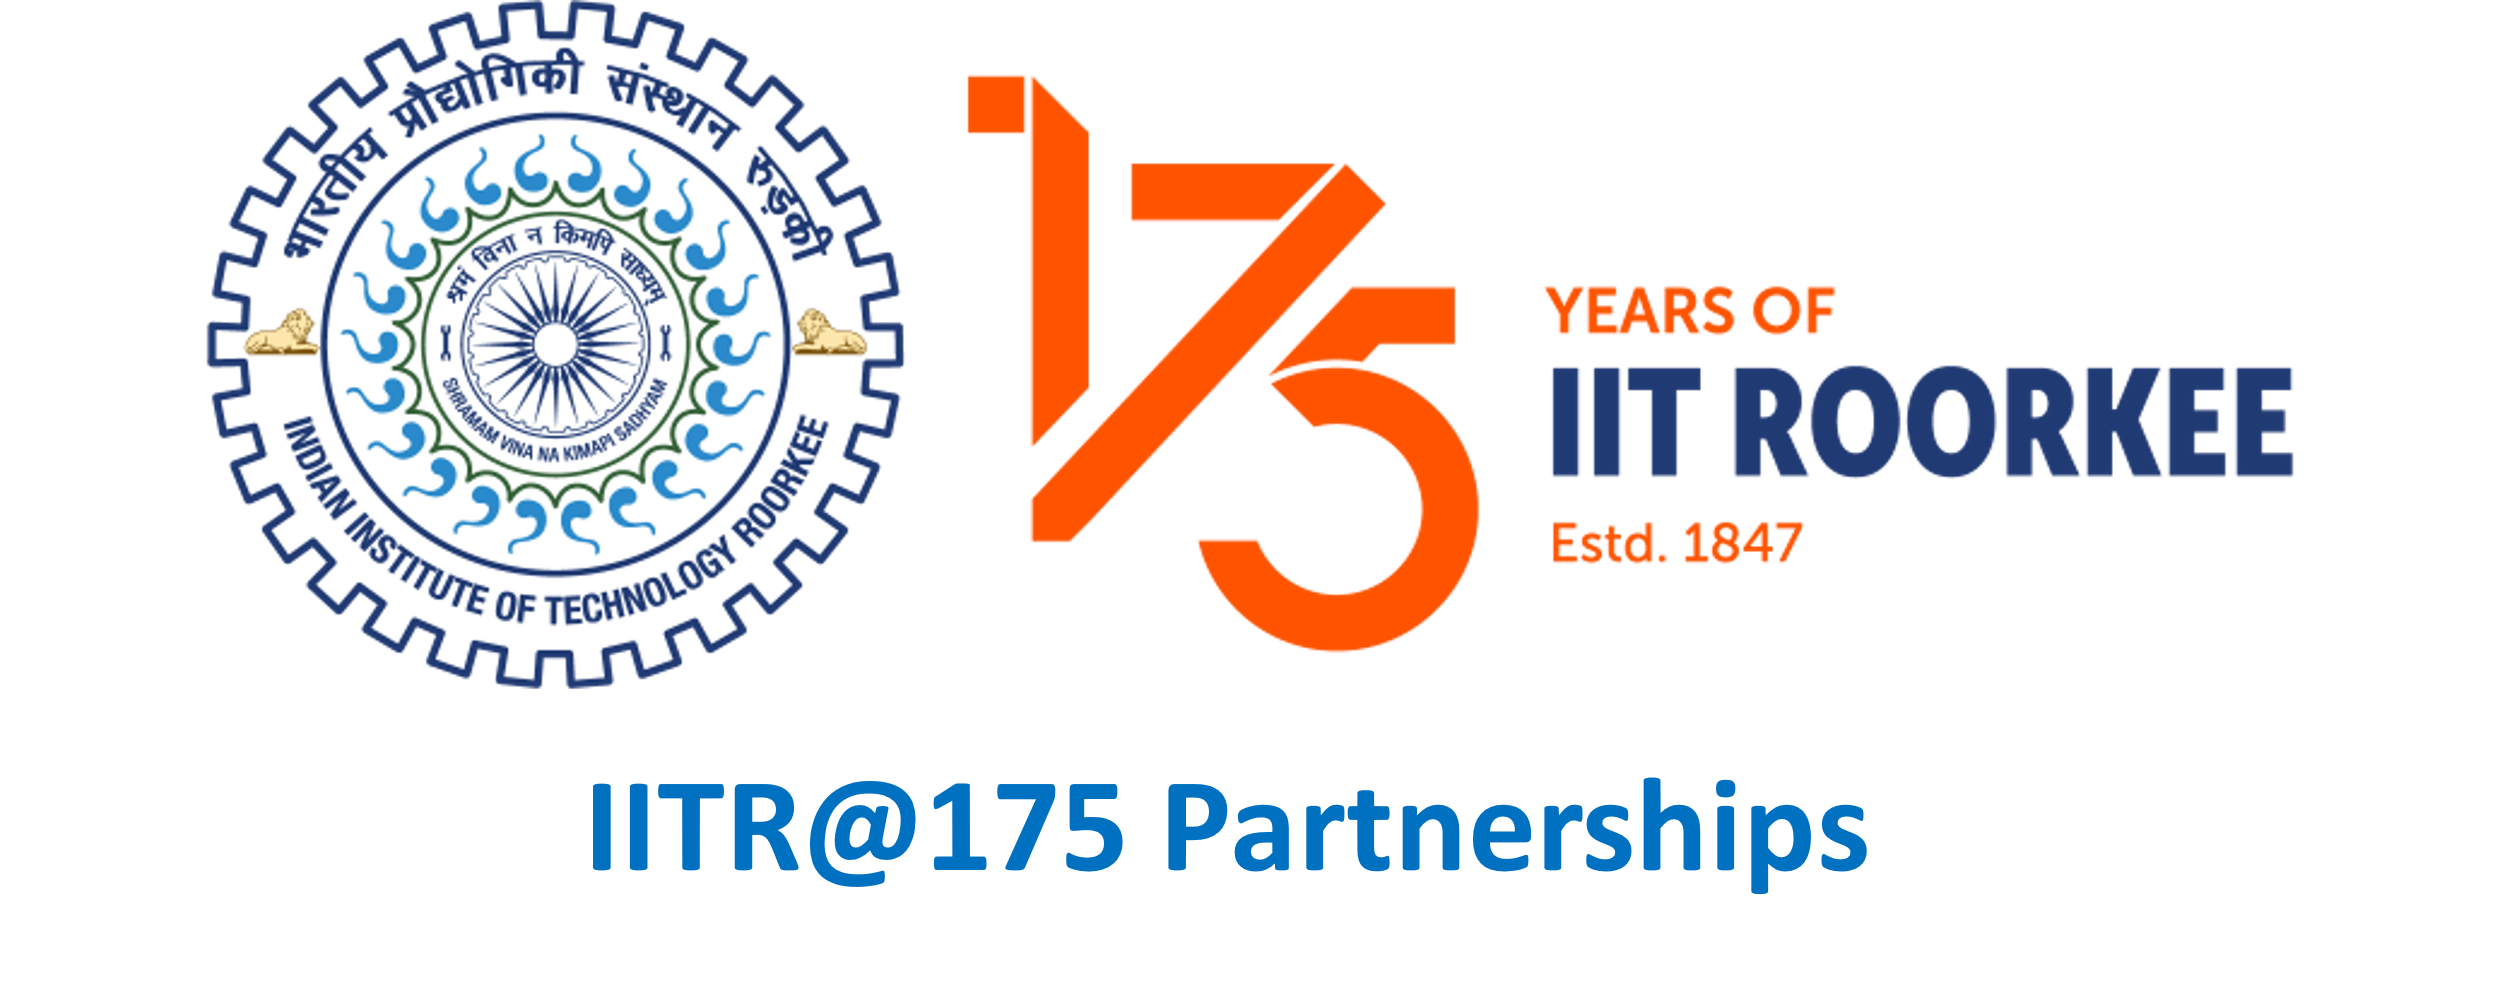 भारतीय प्रौद्योगिकी संस्थान रुड़की
श्रमं विना न किमपि साध्यम्
SHRAMAM VINA NA KIMAPI SADHYAM
INDIAN INSTITUTE OF TECHNOLOGY ROORKEE
175
YEARS OF
IIT ROORKEE
Estd. 1847
IITR@175 Partnerships